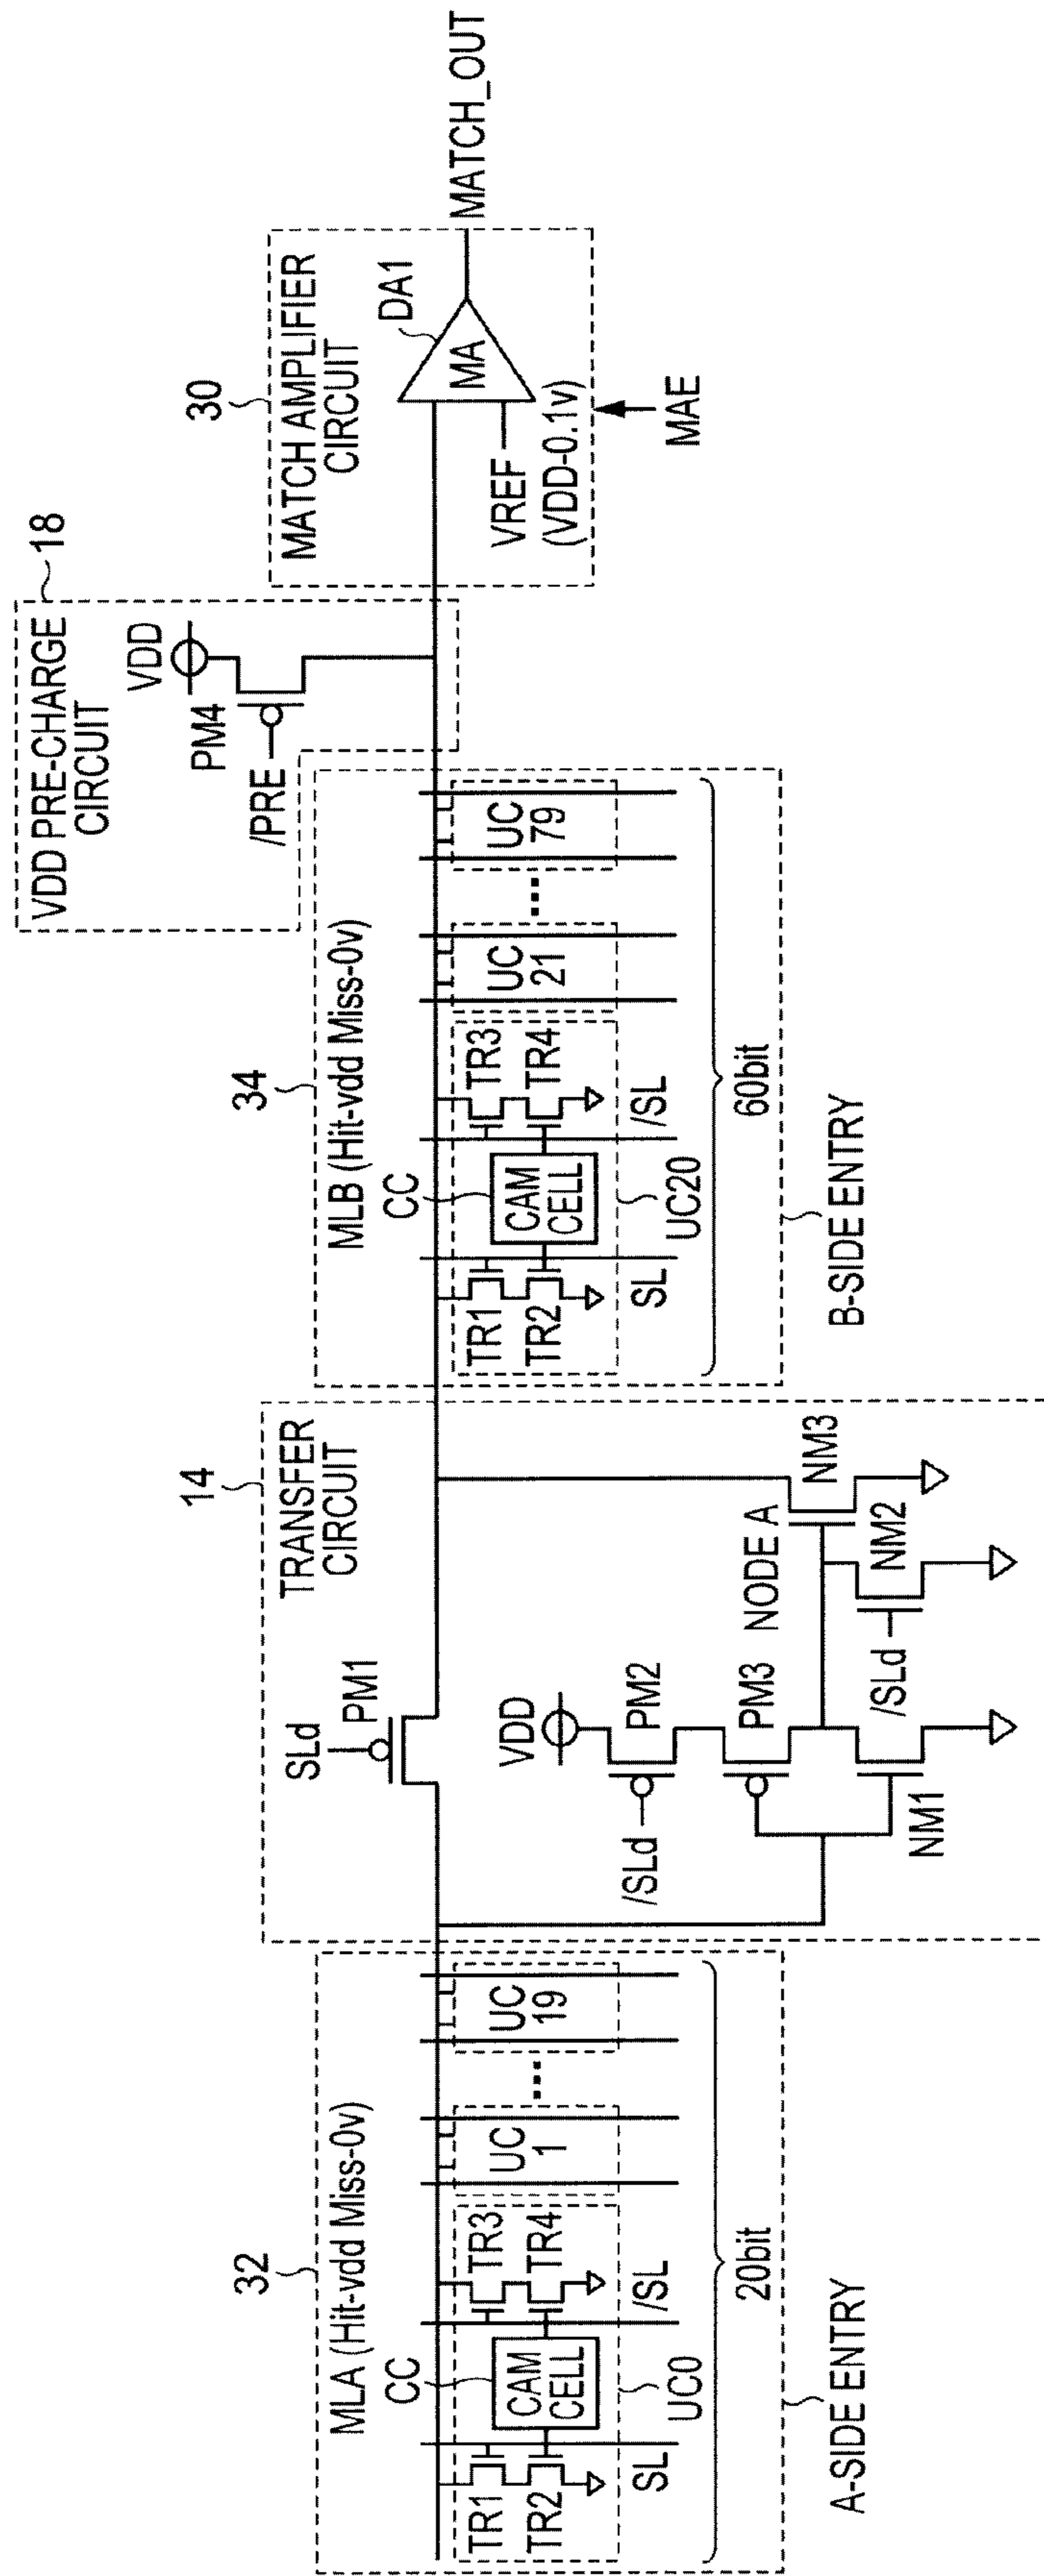 32
MLA (Hit-vdd Miss-0v)
CC
TR1
TR2
CAM
CELL
TR3
TR4
SL
/SL
UC0
UC
1
...
UC
19
20bit
A-SIDE ENTRY
14
TRANSFER
CIRCUIT
SLd
PM1
VDD
/SLd
PM2
PM3
NM1
NODE A
/SLd
NM2
NM3
34
MLB (Hit-vdd Miss-0v)
CC
TR1
TR2
CAM
CELL
TR3
TR4
SL
/SL
UC20
UC
21
...
UC
79
60bit
B-SIDE ENTRY
VDD PRE-CHARGE
CIRCUIT
18
VDD
PM4
/PRE
30
MATCH AMPLIFIER
CIRCUIT
DA1
MA
VREF
(VDD-0.1v)
MAE
MATCH_OUT